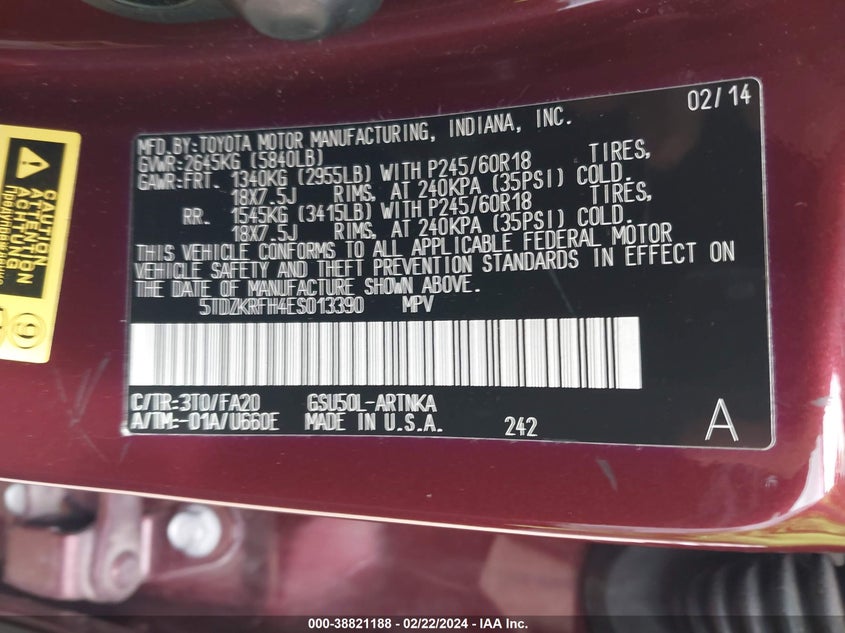 02/14
MFD.BY:TOYOTA MOTOR MANUFACTURING, INDIANA, INC.
GVWR:2645KG (5840LB)
GAWR:FRT. 1340KG (2955LB) WITH P245/60R18 TIRES,
18X7.5J RIMS, AT 240KPA (35PSI) COLD.
RR. 1545KG (3415LB) WITH P245/60R18 TIRES,
18X7.5J RIMS, AT 240KPA (35PSI) COLD.
THIS VEHICLE CONFORMS TO ALL APPLICABLE FEDERAL MOTOR
VEHICLE SAFETY AND THEFT PREVENTION STANDARDS IN EFFECT ON
THE DATE OF MANUFACTURE SHOWN ABOVE.
5TDZKRFH4ES013390 MPV
C/TR:3T0/FA20 GSU50L-ARTNKA
A/TM:-01A/U660E MADE IN U.S.A. 242 A
CAUTION
ATTENTION
ACHTUNG
000-38821188 - 02/22/2024 - IAA Inc.